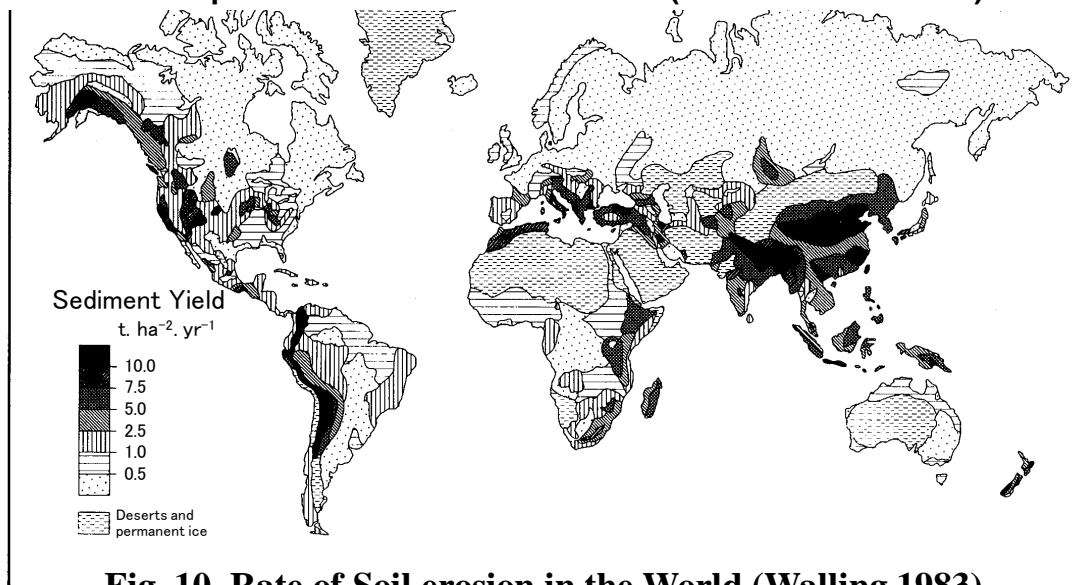 Sediment Yield
t. ha⁻². yr⁻¹
10.0
7.5
5.0
2.5
1.0
0.5
Deserts and
permanent ice
Fig. 10 Rate of Soil erosion in the World (Walling 1983)